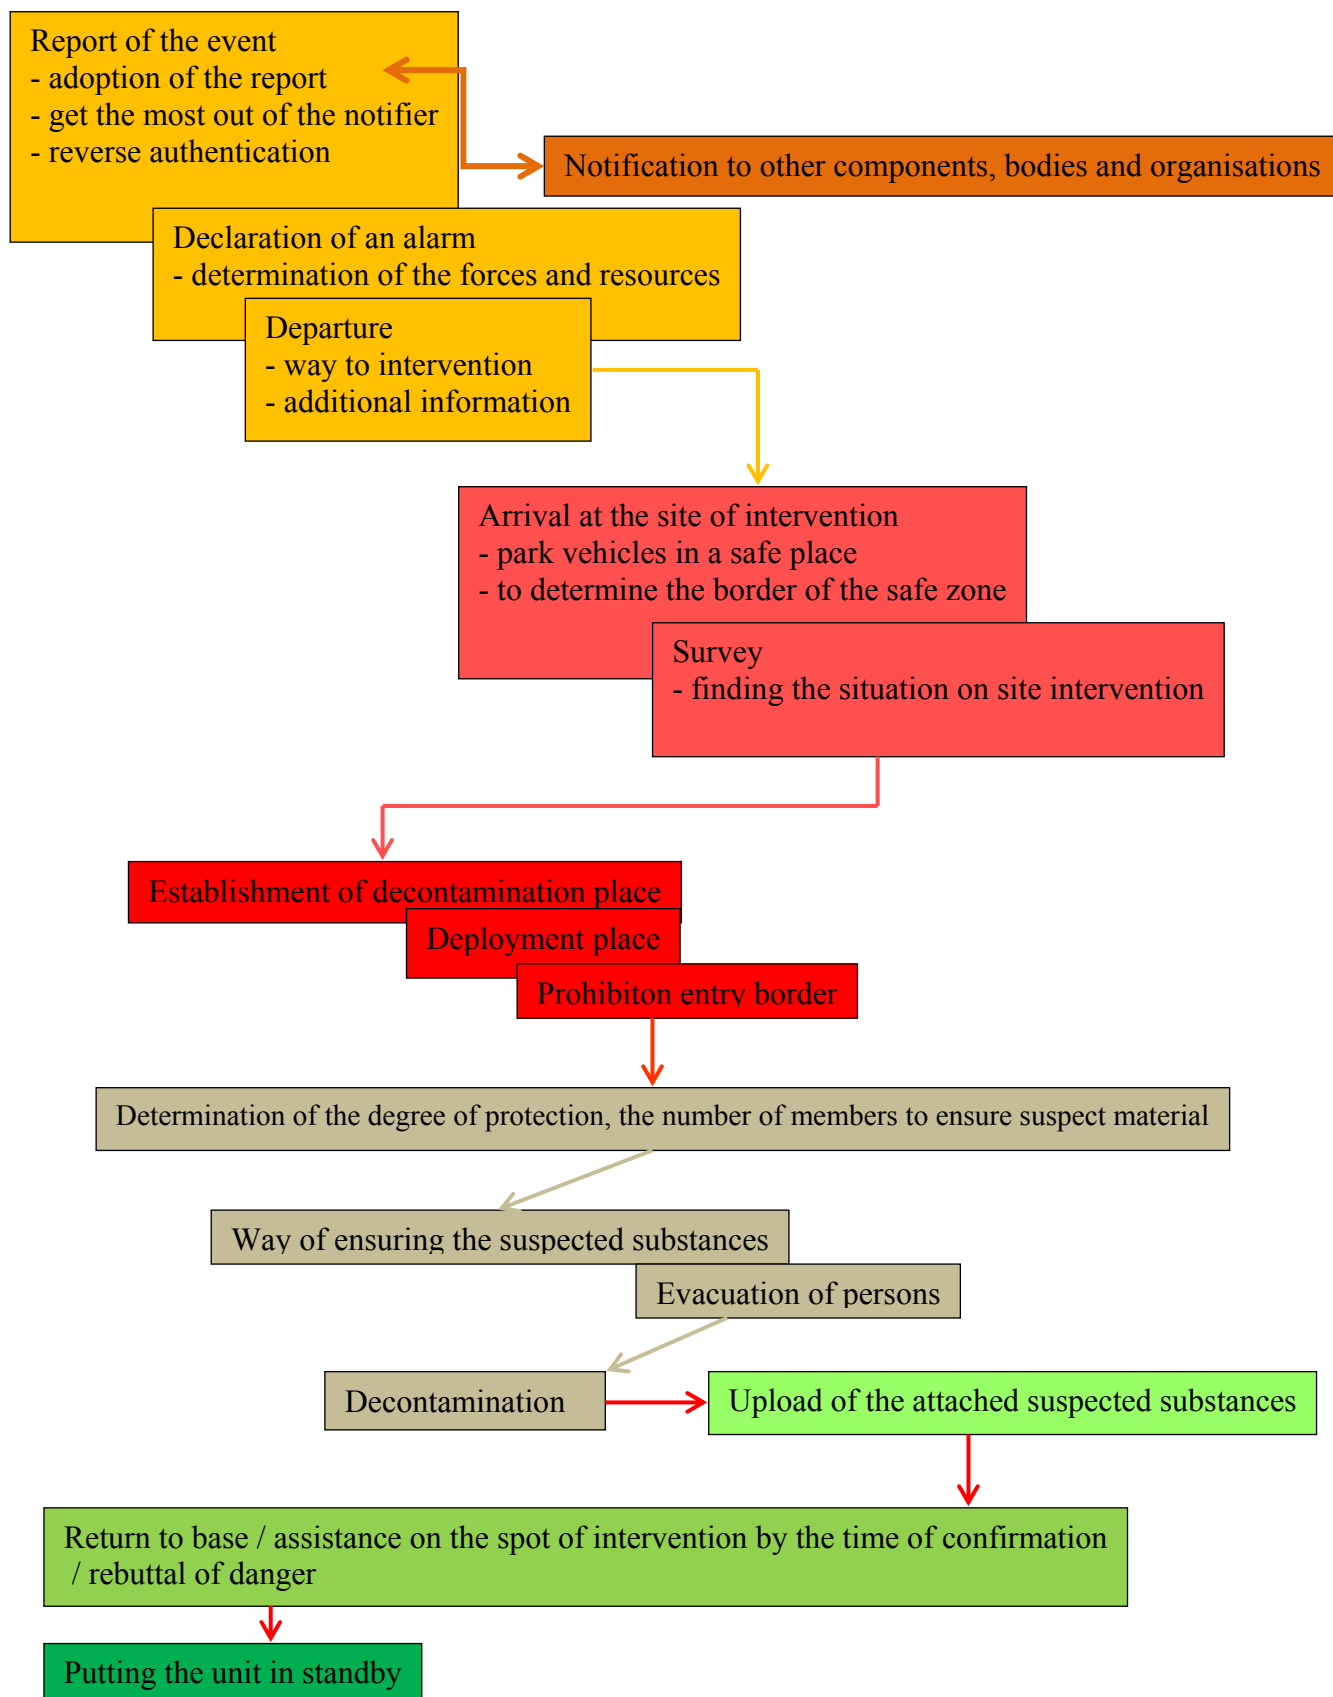 Report of the event
- adoption of the report
- get the most out of the notifier
- reverse authentication
Notification to other components, bodies and organisations
Declaration of an alarm
- determination of the forces and resources
Departure
- way to intervention
- additional information
Arrival at the site of intervention
- park vehicles in a safe place
- to determine the border of the safe zone
Survey
- finding the situation on site intervention
Establishment of decontamination place
Deployment place
Prohibiton entry border
Determination of the degree of protection, the number of members to ensure suspect material
Way of ensuring the suspected substances
Evacuation of persons
Decontamination
Upload of the attached suspected substances
Return to base / assistance on the spot of intervention by the time of confirmation
/ rebuttal of danger
Putting the unit in standby